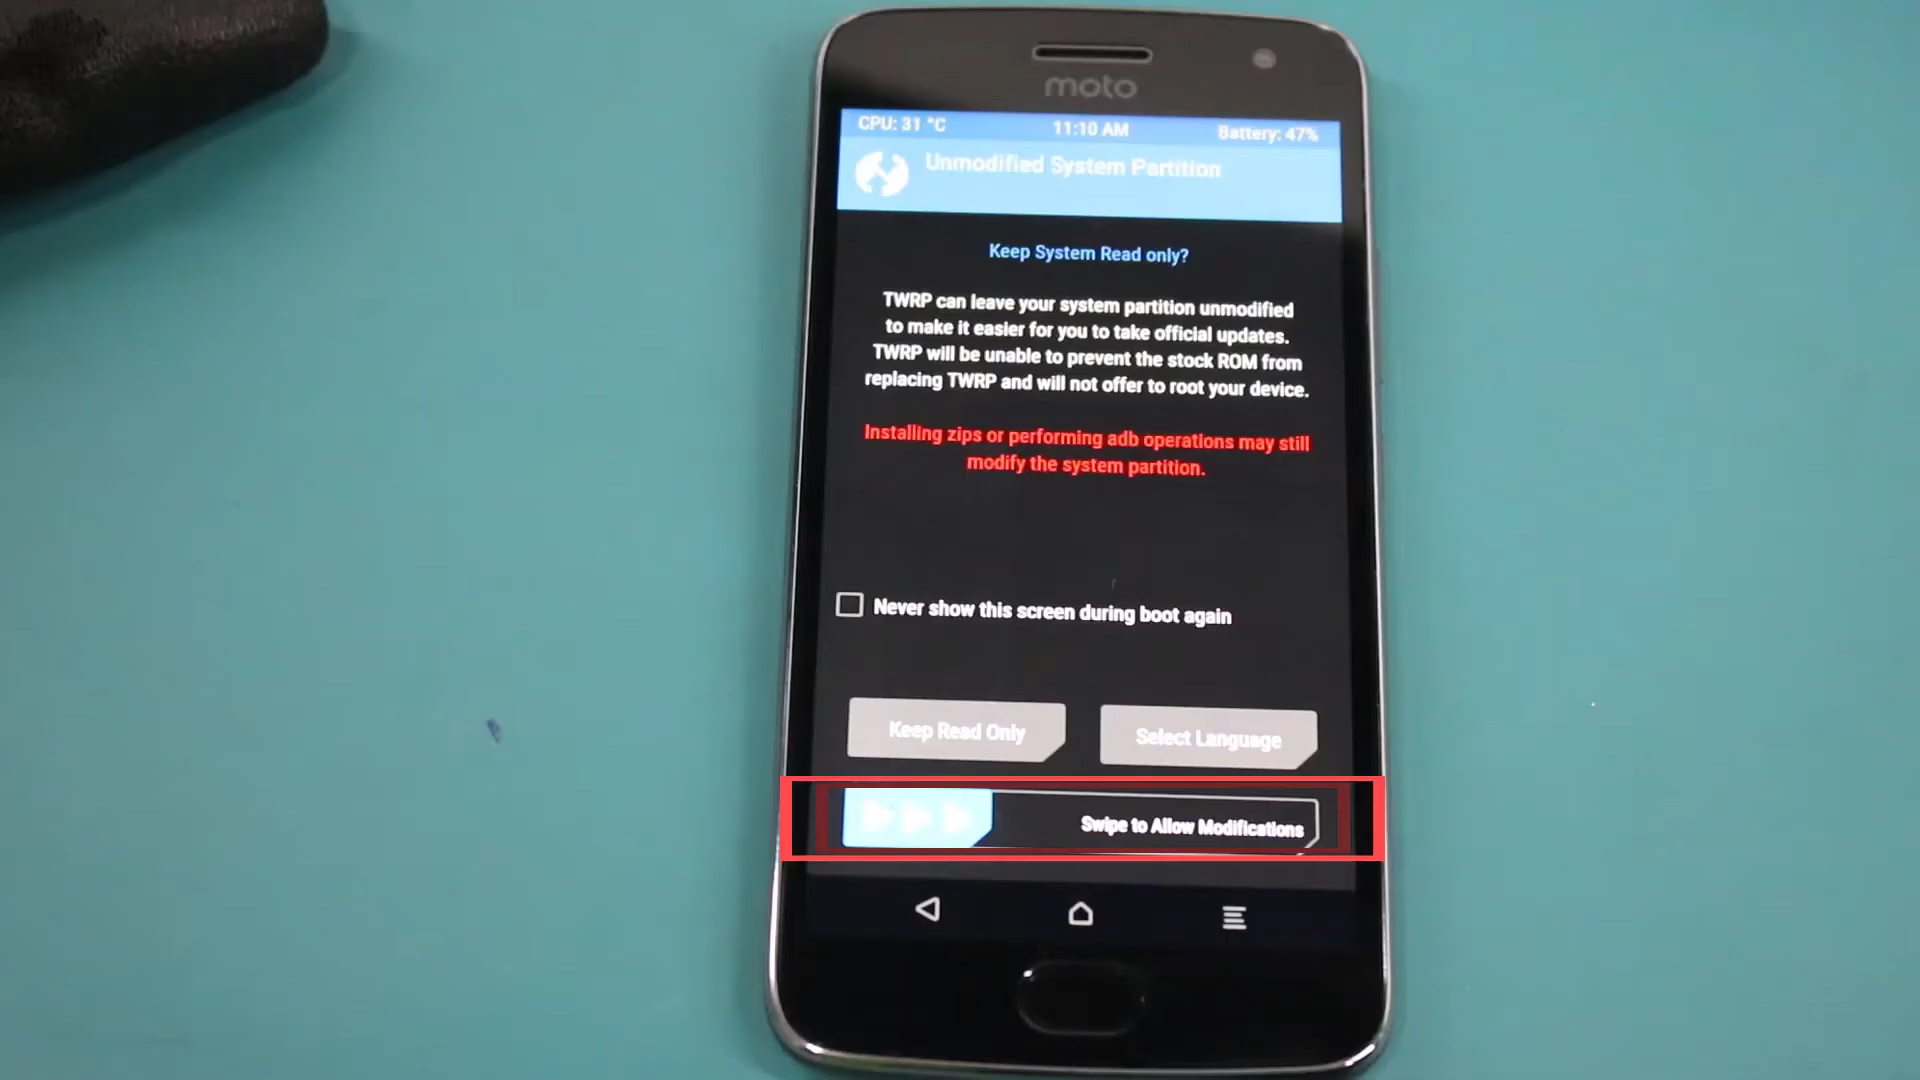 moto
CPU: 31 °C 11:10 AM Battery: 47%
Unmodified System Partition
Keep System Read only?
TWRP can leave your system partition unmodified
to make it easier for you to take official updates.
TWRP will be unable to prevent the stock ROM from
replacing TWRP and will not offer to root your device.
Installing zips or performing adb operations may still
modify the system partition.
Never show this screen during boot again
Keep Read Only Select Language
Swipe to Allow Modifications